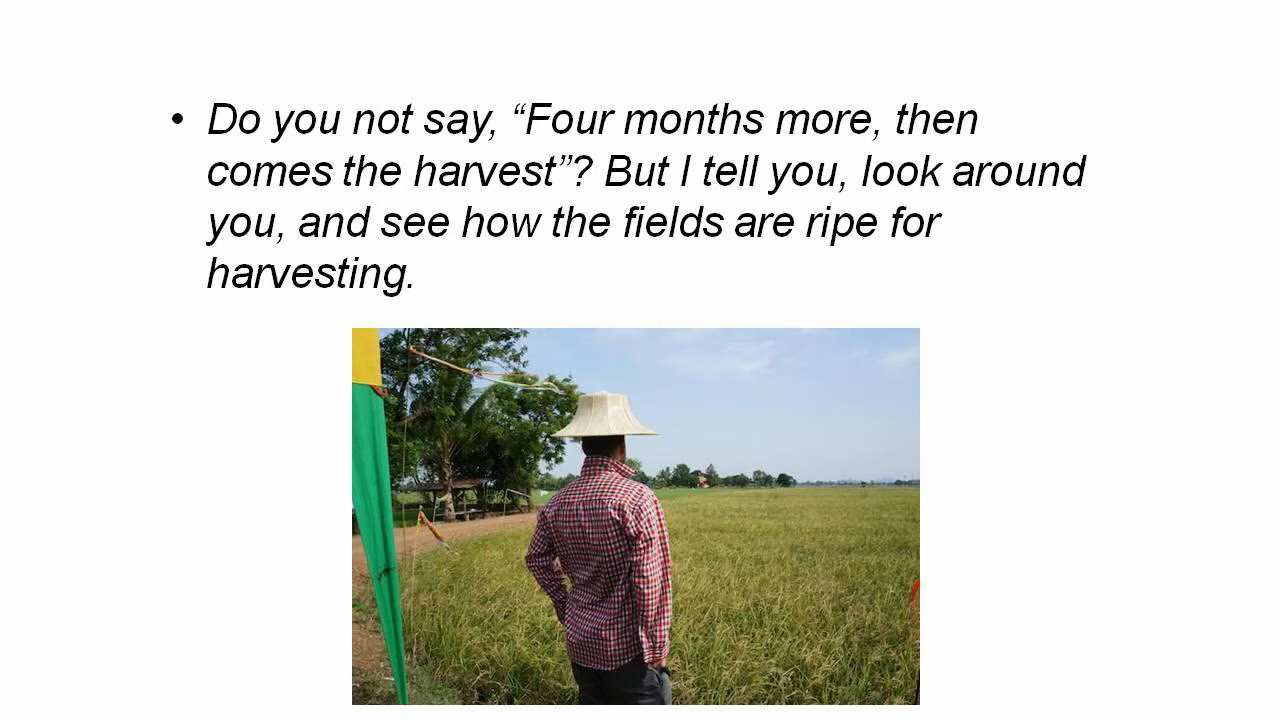 • Do you not say, “Four months more, then
comes the harvest”? But I tell you, look around
you, and see how the fields are ripe for
harvesting.